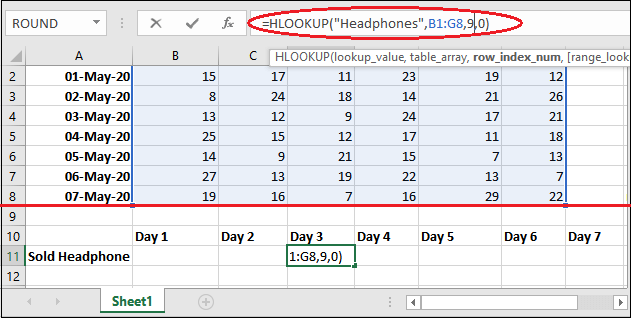 ROUND =HLOOKUP("Headphones",B1:G8,9,0)
HLOOKUP(lookup_value, table_array, row_index_num, [range_look
A B C G
2 01-May-20 15 17 11 23 19 12
3 02-May-20 8 24 18 14 21 26
4 03-May-20 13 12 9 24 17 21
5 04-May-20 25 15 12 17 11 18
6 05-May-20 14 9 21 15 7 13
7 06-May-20 27 13 19 22 13 7
8 07-May-20 19 16 7 16 29 22
9
10 Day 1 Day 2 Day 3 Day 4 Day 5 Day 6 Day 7
11 Sold Headphone 1:G8,9,0)
12
Sheet1